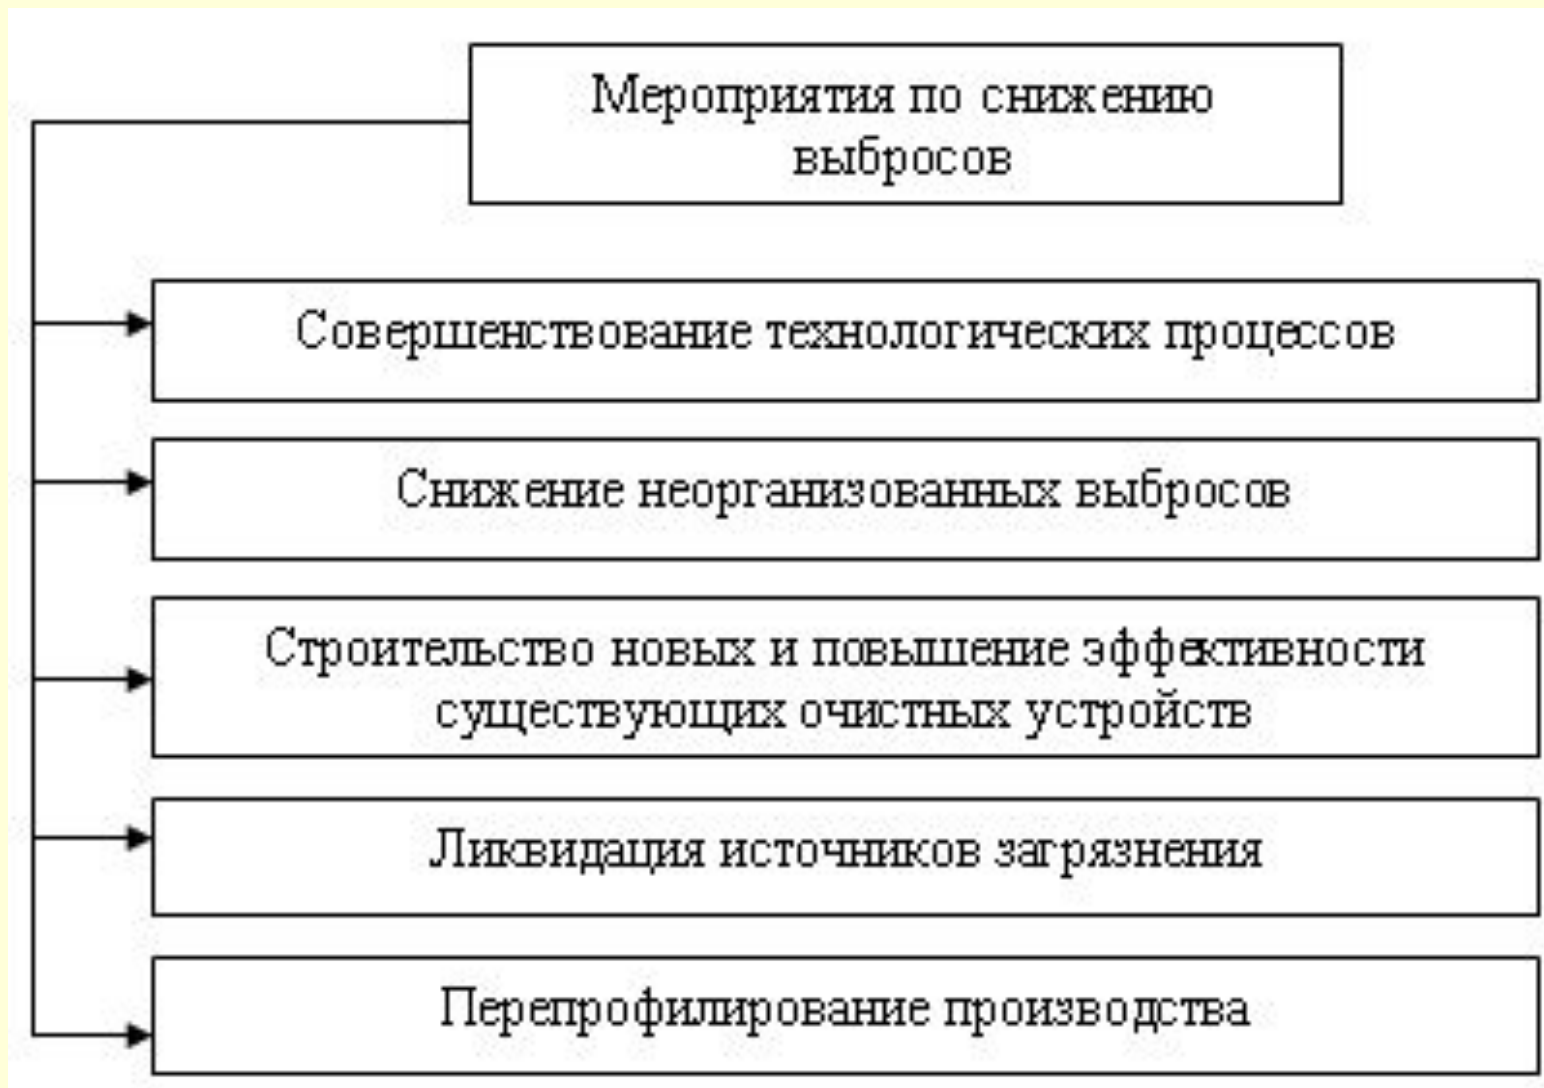 Мероприятия по снижению
выбросов
Совершенствование технологических процессов
Снижение неорганизованных выбросов
Строительство новых и повышение эффективности
существующих очистных устройств
Ликвидация источников загрязнения
Перепрофилирование производства